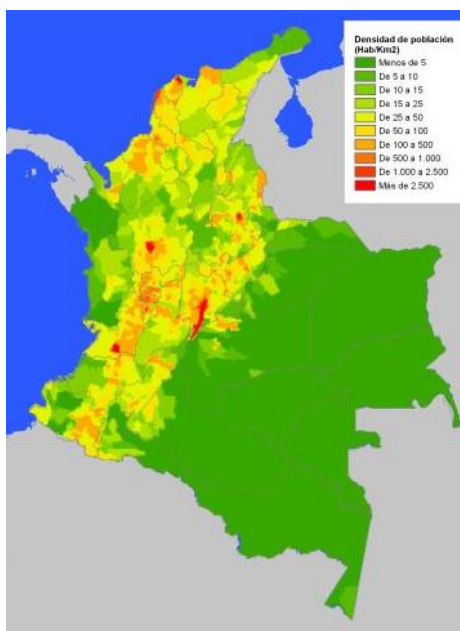 Densidad de población
(Hab/Km2)
Menos de 5
De 5 a 10
De 10 a 15
De 15 a 25
De 25 a 50
De 50 a 100
De 100 a 500
De 500 a 1.000
De 1.000 a 2.500
Más de 2.500